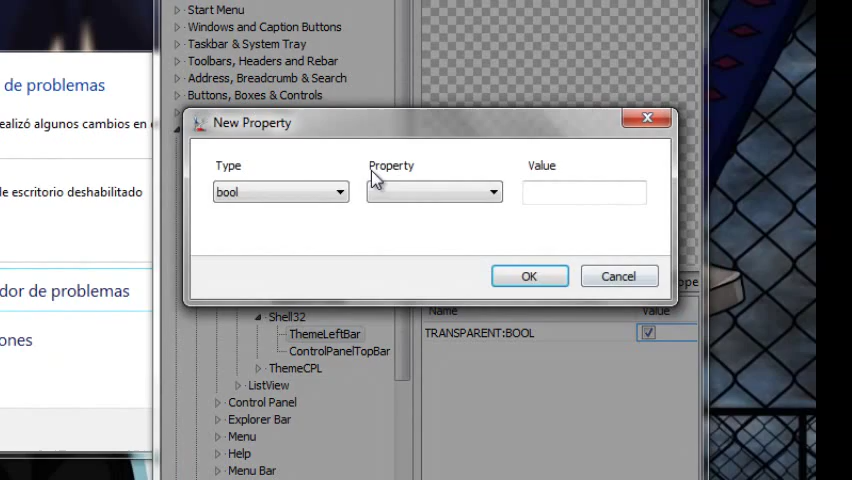 Start Menu
Windows and Caption Buttons
Taskbar & System Tray
Toolbars, Headers and Rebar
Address, Breadcrumb & Search
Buttons, Boxes & Controls
de problemas
ealizó algunos cambios en
de escritorio deshabilitado
dor de problemas
ones
New Property
Type
Property
Value
bool
OK
Cancel
Name
Value
Shell32
ThemeLeftBar
TRANSPARENT:BOOL
ControlPanelTopBar
ThemeCPL
ListView
Control Panel
Explorer Bar
Menu
Help
Menu Bar